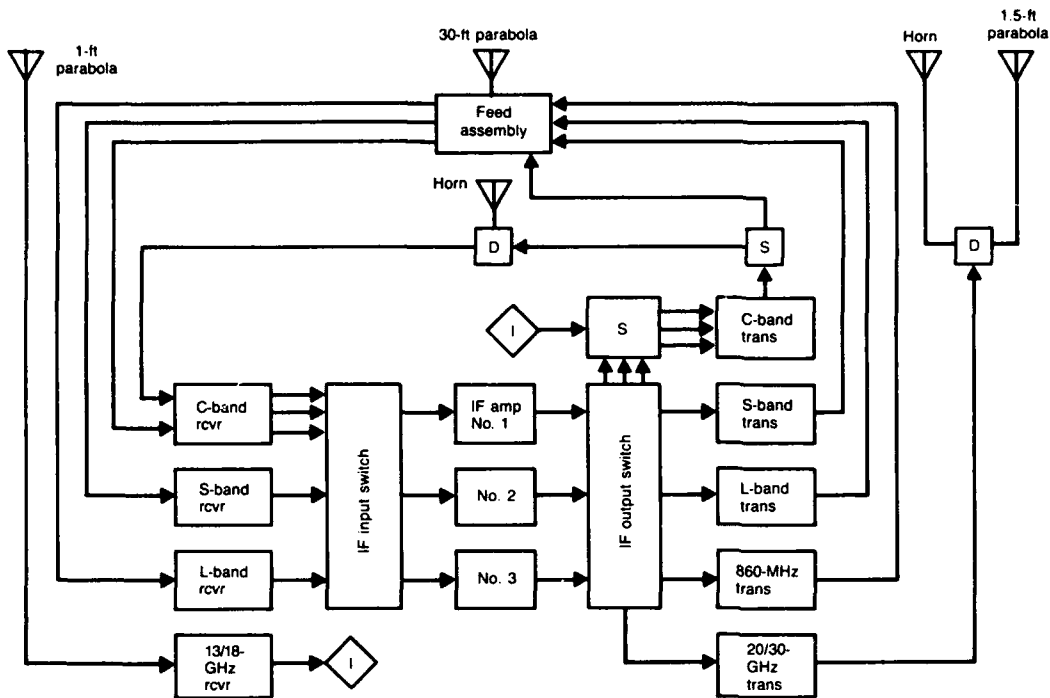 1-ft
parabola
30-ft parabola
Horn
1.5-ft
parabola
Feed
assembly
Horn
D
S
D
I
S
C-band
trans
C-band
rcvr
IF input switch
IF amp
No. 1
IF output switch
S-band
trans
S-band
rcvr
No. 2
L-band
trans
L-band
rcvr
No. 3
860-MHz
trans
13/18-
GHz
rcvr
I
20/30-
GHz
trans